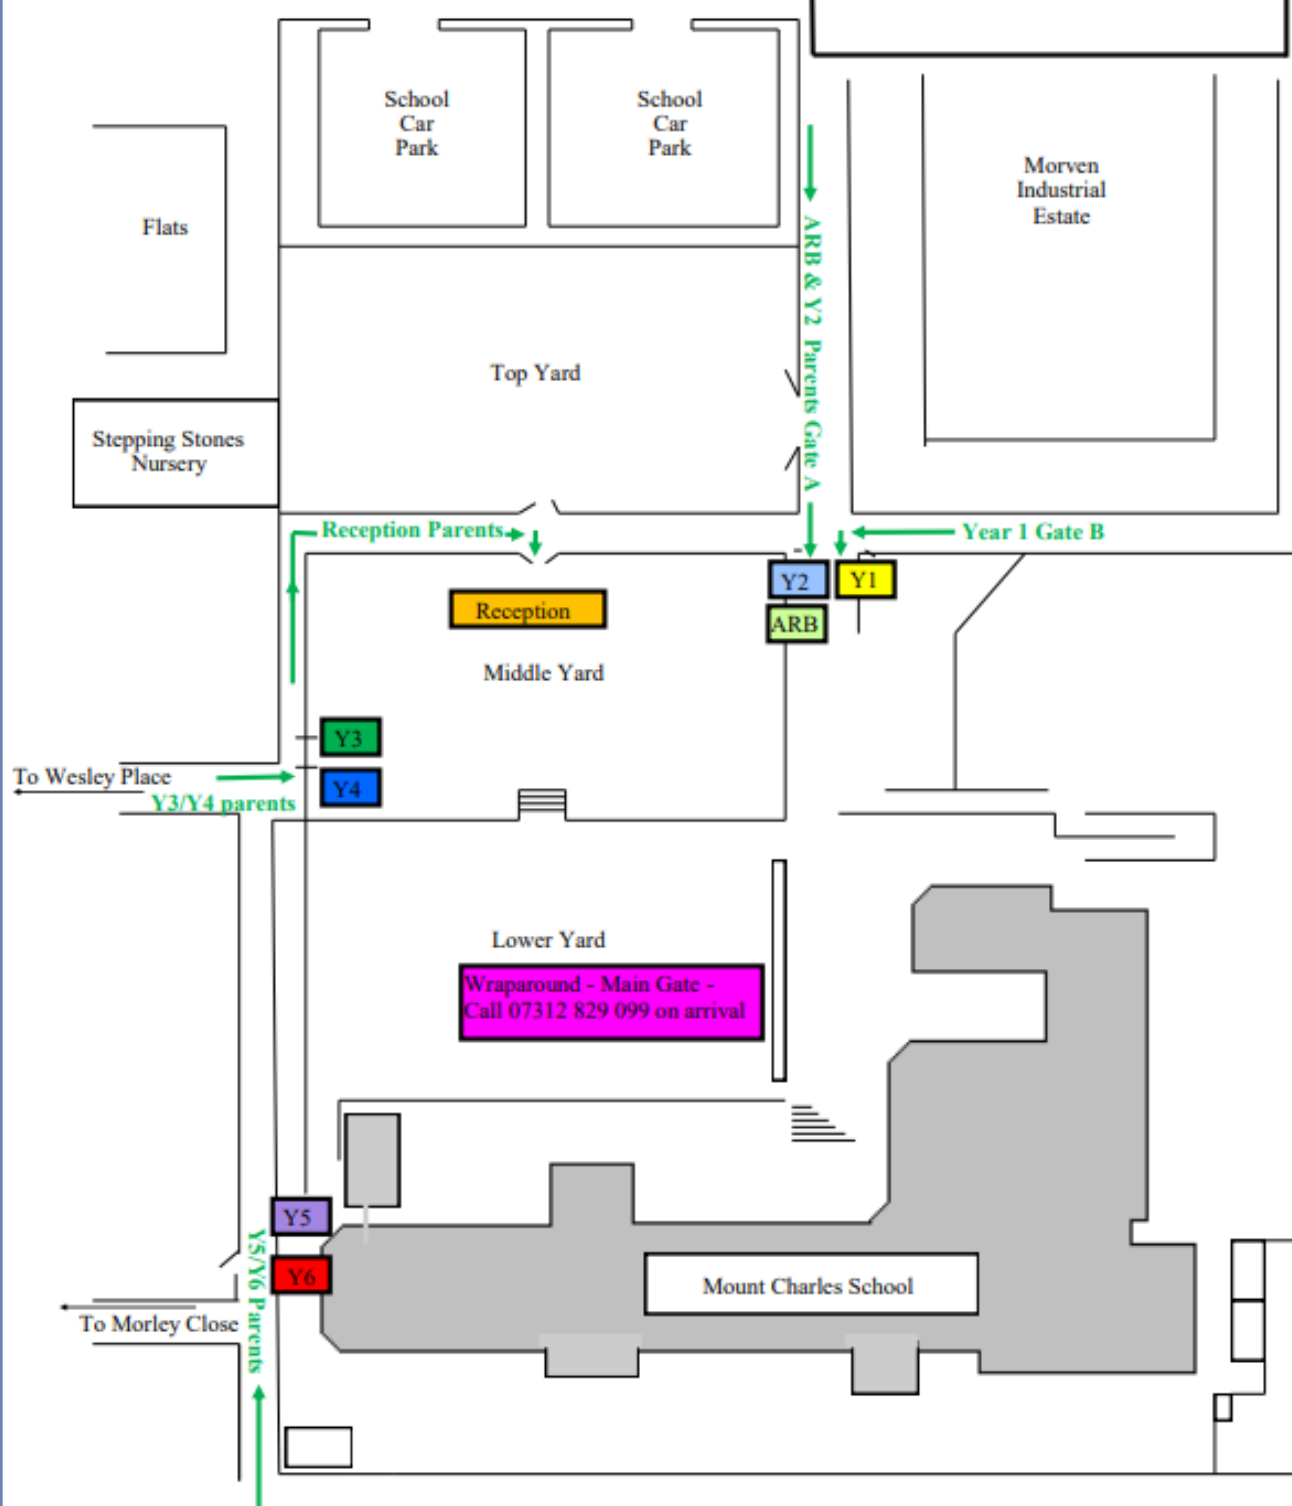 School
Car
Park
School
Car
Park
Morven
Industrial
Estate
Flats
ARB & Y2 Parents Gate A
Top Yard
Stepping Stones
Nursery
Reception Parents
Year 1 Gate B
Y2
Y1
Reception
ARB
Middle Yard
Y3
To Wesley Place
Y4
Y3/Y4 parents
Lower Yard
Wraparound - Main Gate -
Call 07312 829 099 on arrival
Y5
Y5/Y6 Parents
Y6
Mount Charles School
To Morley Close